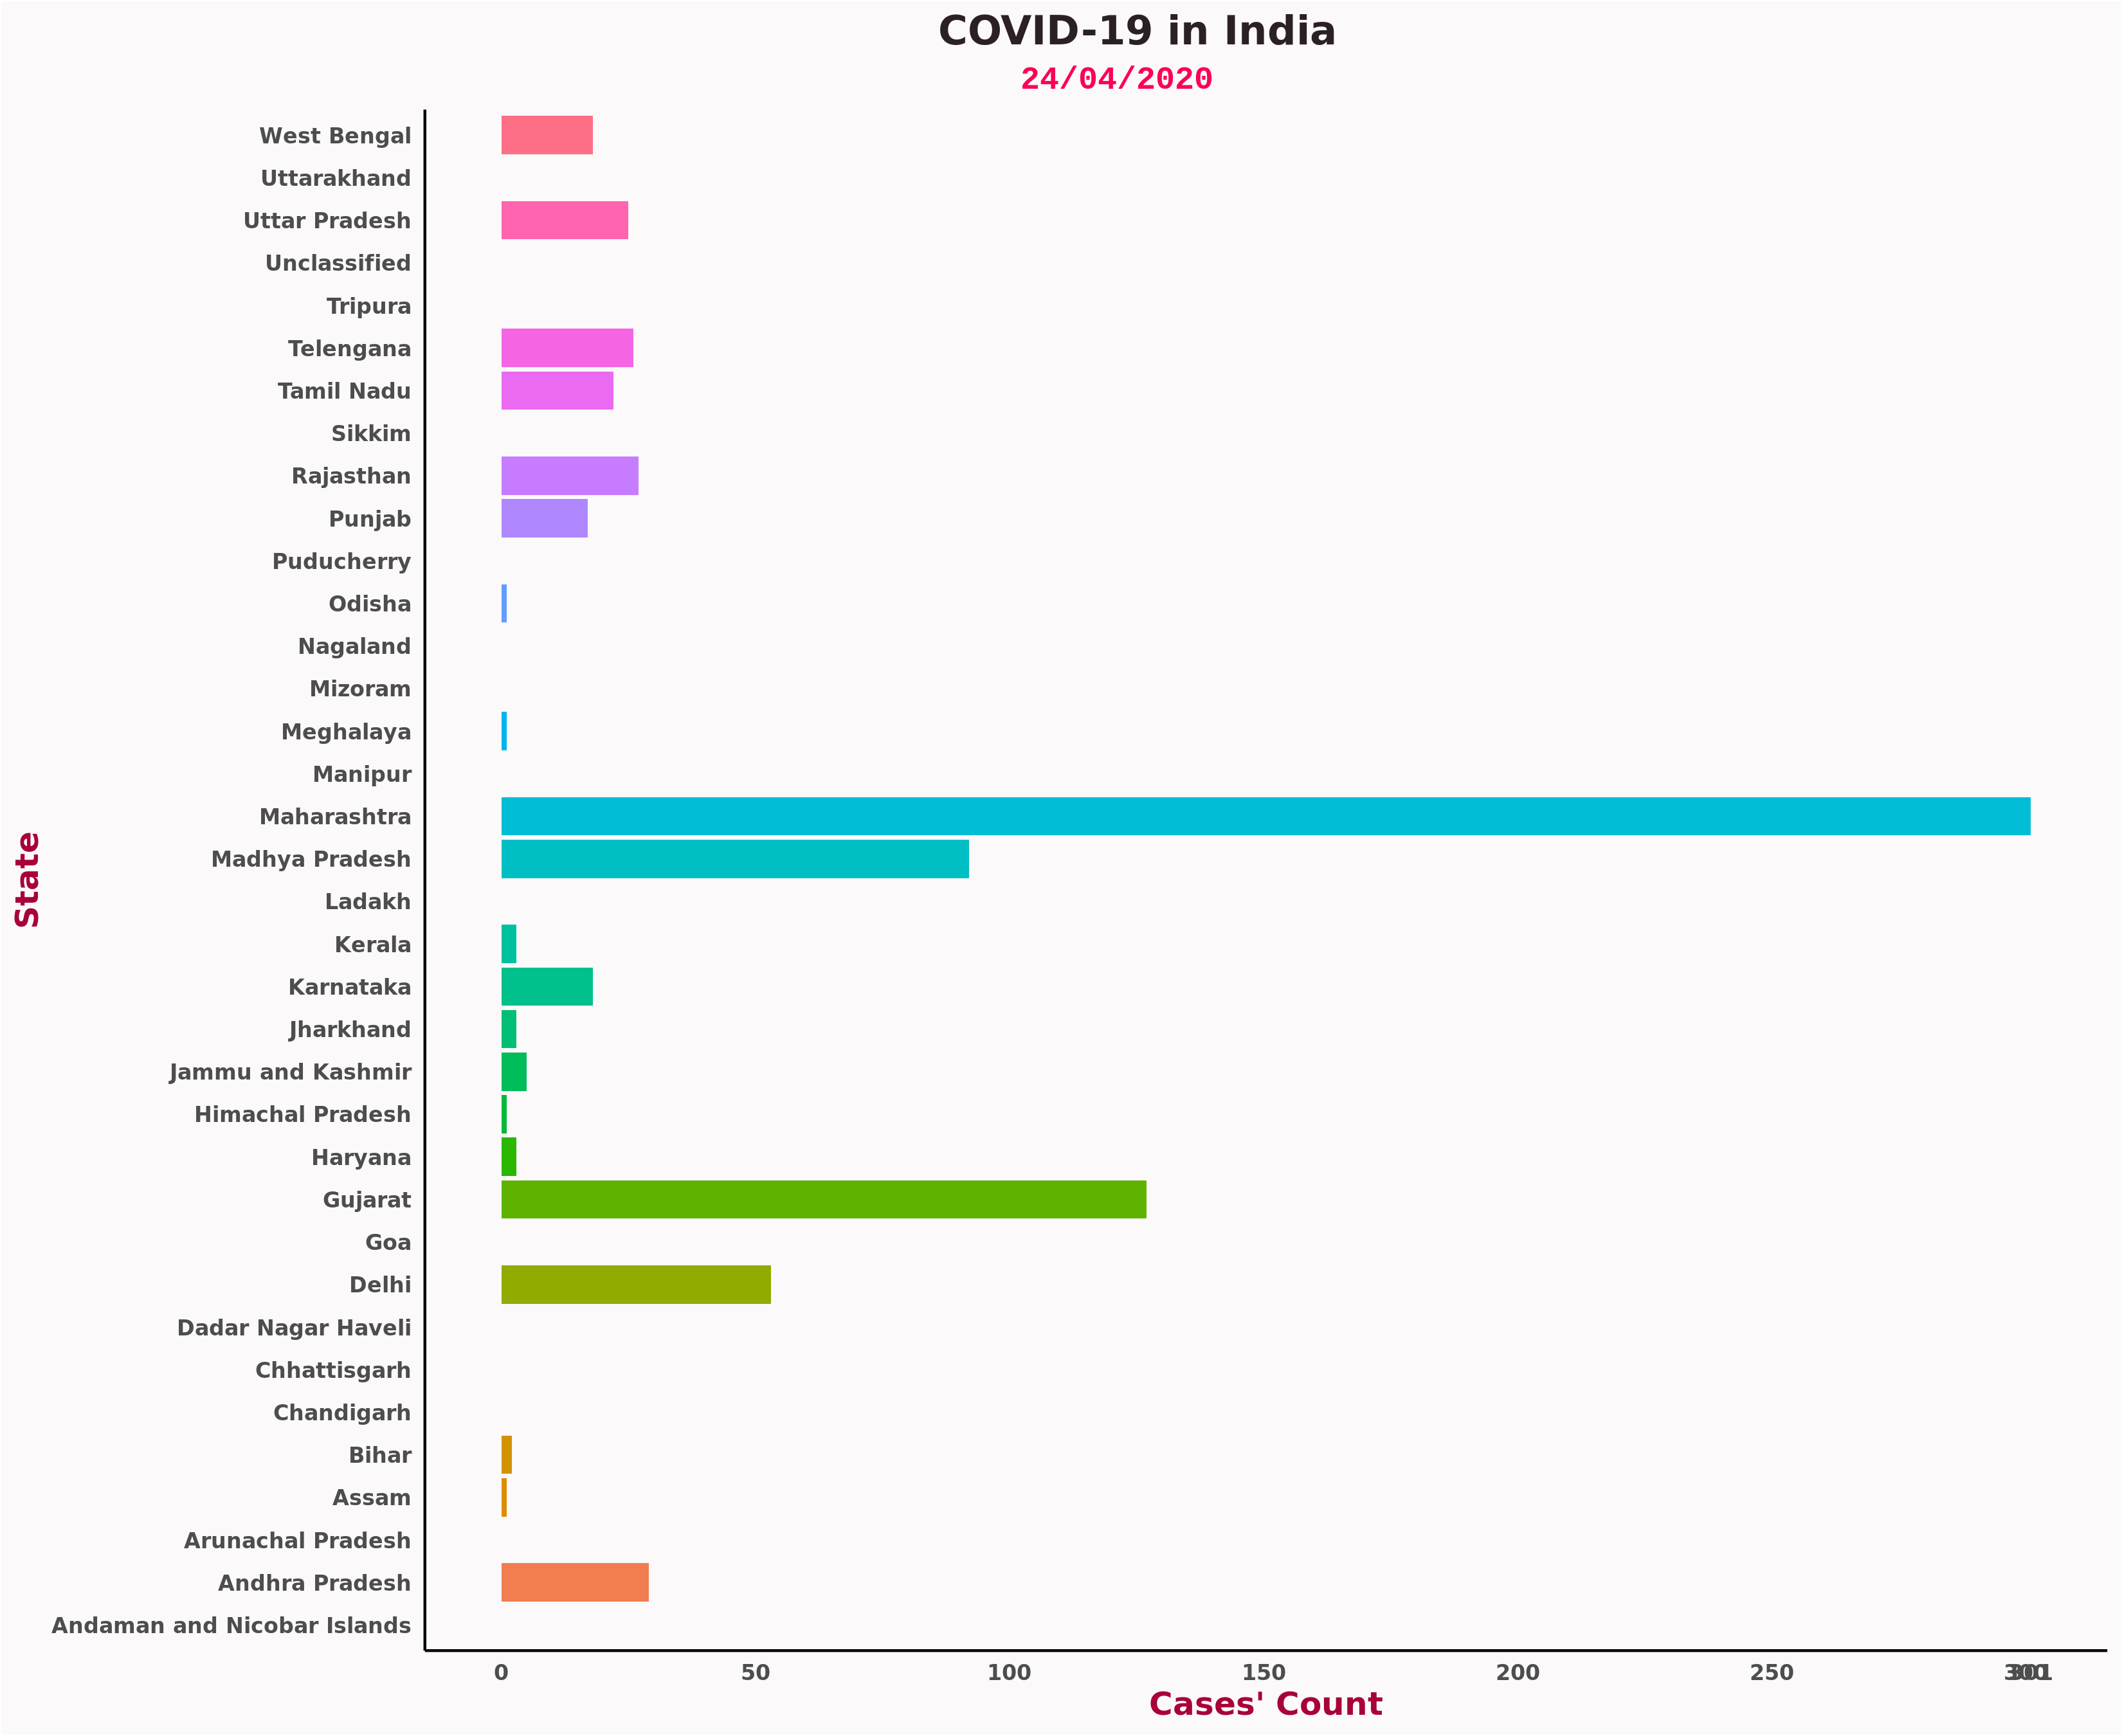 COVID-19 in India
24/04/2020
West Bengal
Uttarakhand
Uttar Pradesh
Unclassified
Tripura
Telengana
Tamil Nadu
Sikkim
Rajasthan
Punjab
Puducherry
Odisha
Nagaland
Mizoram
Meghalaya
Manipur
Maharashtra
Madhya Pradesh
Ladakh
Kerala
Karnataka
Jharkhand
Jammu and Kashmir
Himachal Pradesh
Haryana
Gujarat
Goa
Delhi
Dadar Nagar Haveli
Chhattisgarh
Chandigarh
Bihar
Assam
Arunachal Pradesh
Andhra Pradesh
Andaman and Nicobar Islands
State
0 50 100 150 200 250 300 301
Cases' Count